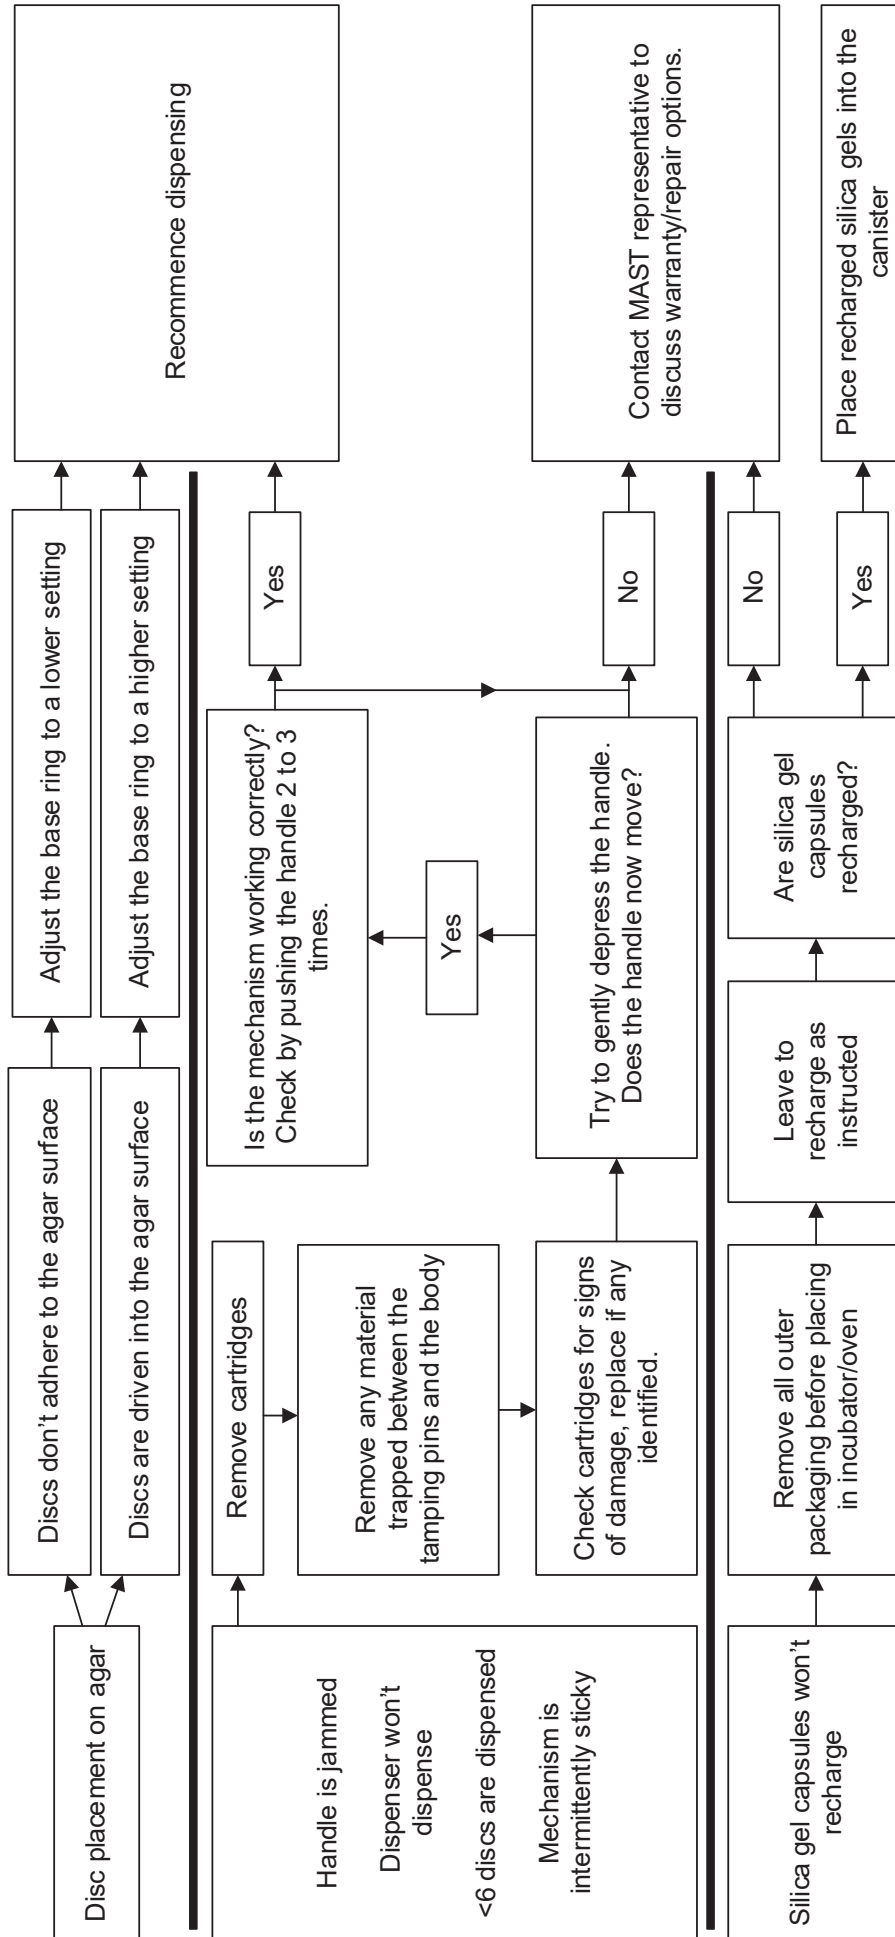 Disc placement on agar
Discs don't adhere to the agar surface
Adjust the base ring to a lower setting
Discs are driven into the agar surface
Adjust the base ring to a higher setting
Recommence dispensing
Handle is jammed
Dispenser won't
dispense
<6 discs are dispensed
Mechanism is
intermittently sticky
Remove cartridges
Remove any material
trapped between the
tamping pins and the body
Check cartridges for signs
of damage, replace if any
identified.
Try to gently depress the handle.
Does the handle now move?
Yes
Is the mechanism working correctly?
Check by pushing the handle 2 to 3
times.
Yes
No
Contact MAST representative to
discuss warranty/repair options.
Silica gel capsules won't
recharge
Remove all outer
packaging before placing
in incubator/oven
Leave to
recharge as
instructed
Are silica gel
capsules
recharged?
No
Yes
Place recharged silica gels into the
canister